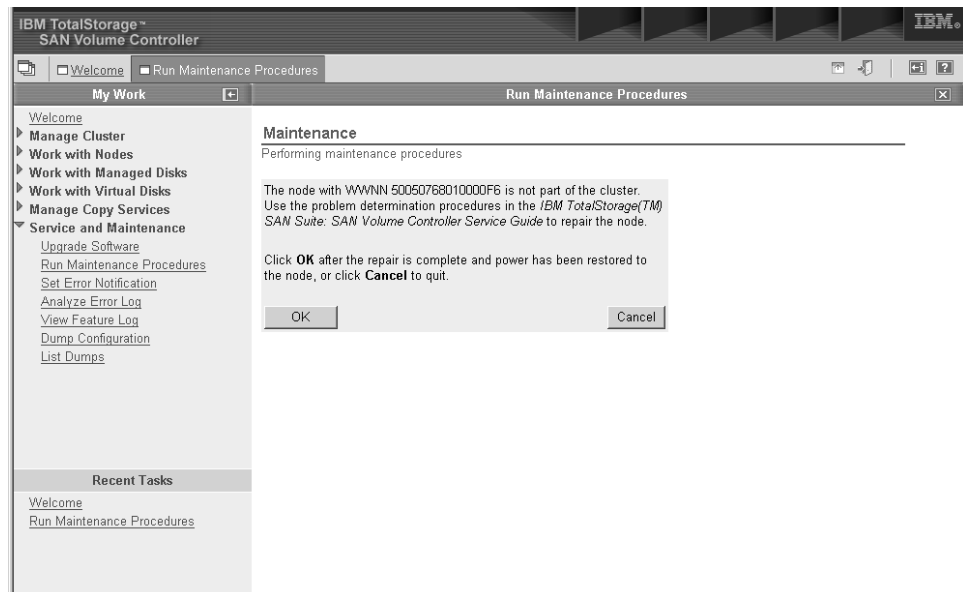 IBM TotalStorage™
SAN Volume Controller
IBM®
Welcome
Run Maintenance Procedures
My Work
Run Maintenance Procedures
Welcome
Manage Cluster
Work with Nodes
Work with Managed Disks
Work with Virtual Disks
Manage Copy Services
Service and Maintenance
Upgrade Software
Run Maintenance Procedures
Set Error Notification
Analyze Error Log
View Feature Log
Dump Configuration
List Dumps
Recent Tasks
Welcome
Run Maintenance Procedures
Maintenance
Performing maintenance procedures
The node with WWNN 50050768010000F6 is not part of the cluster.
Use the problem determination procedures in the IBM TotalStorage(TM)
SAN Suite: SAN Volume Controller Service Guide to repair the node.
Click OK after the repair is complete and power has been restored to
the node, or click Cancel to quit.
OK
Cancel